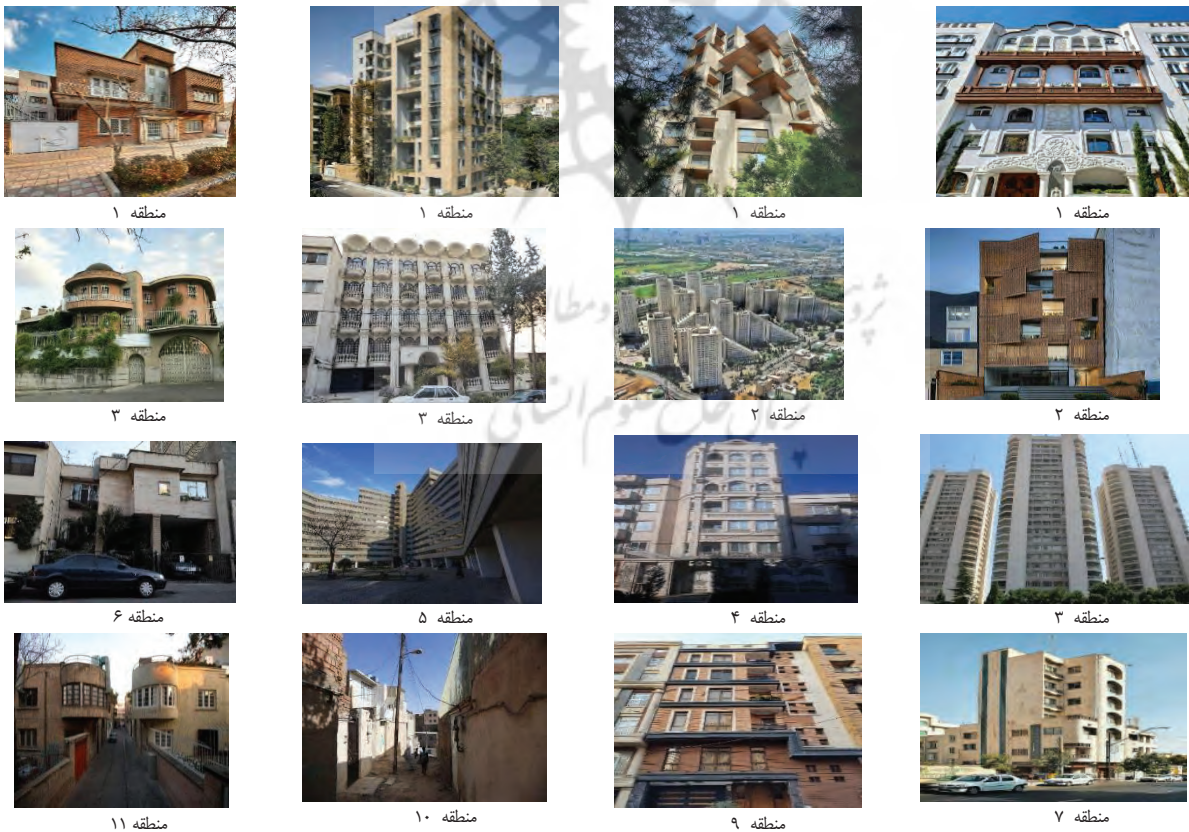 منطقه ۱
منطقه ۱
منطقه ۱
منطقه ۱
منطقه ۲
منطقه ۲
منطقه ۳
منطقه ۳
منطقه ۳
منطقه ۴
منطقه ۵
منطقه ۶
منطقه ۷
منطقه ۹
منطقه ۱۰
منطقه ۱۱